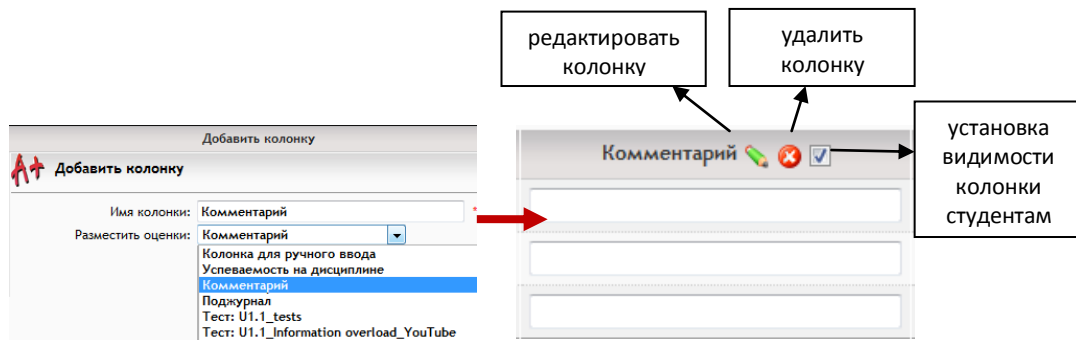 редактировать
колонку
удалить
колонку
установка
видимости
колонки
студентам
Добавить колонку
A+ Добавить колонку
Имя колонки: Комментарий *
Разместить оценки: Комментарий
Колонка для ручного ввода
Успеваемость на дисциплине
Комментарий
Поджурнал
Тест: U1.1_tests
Тест: U1.1_Information overload_YouTube
Комментарий